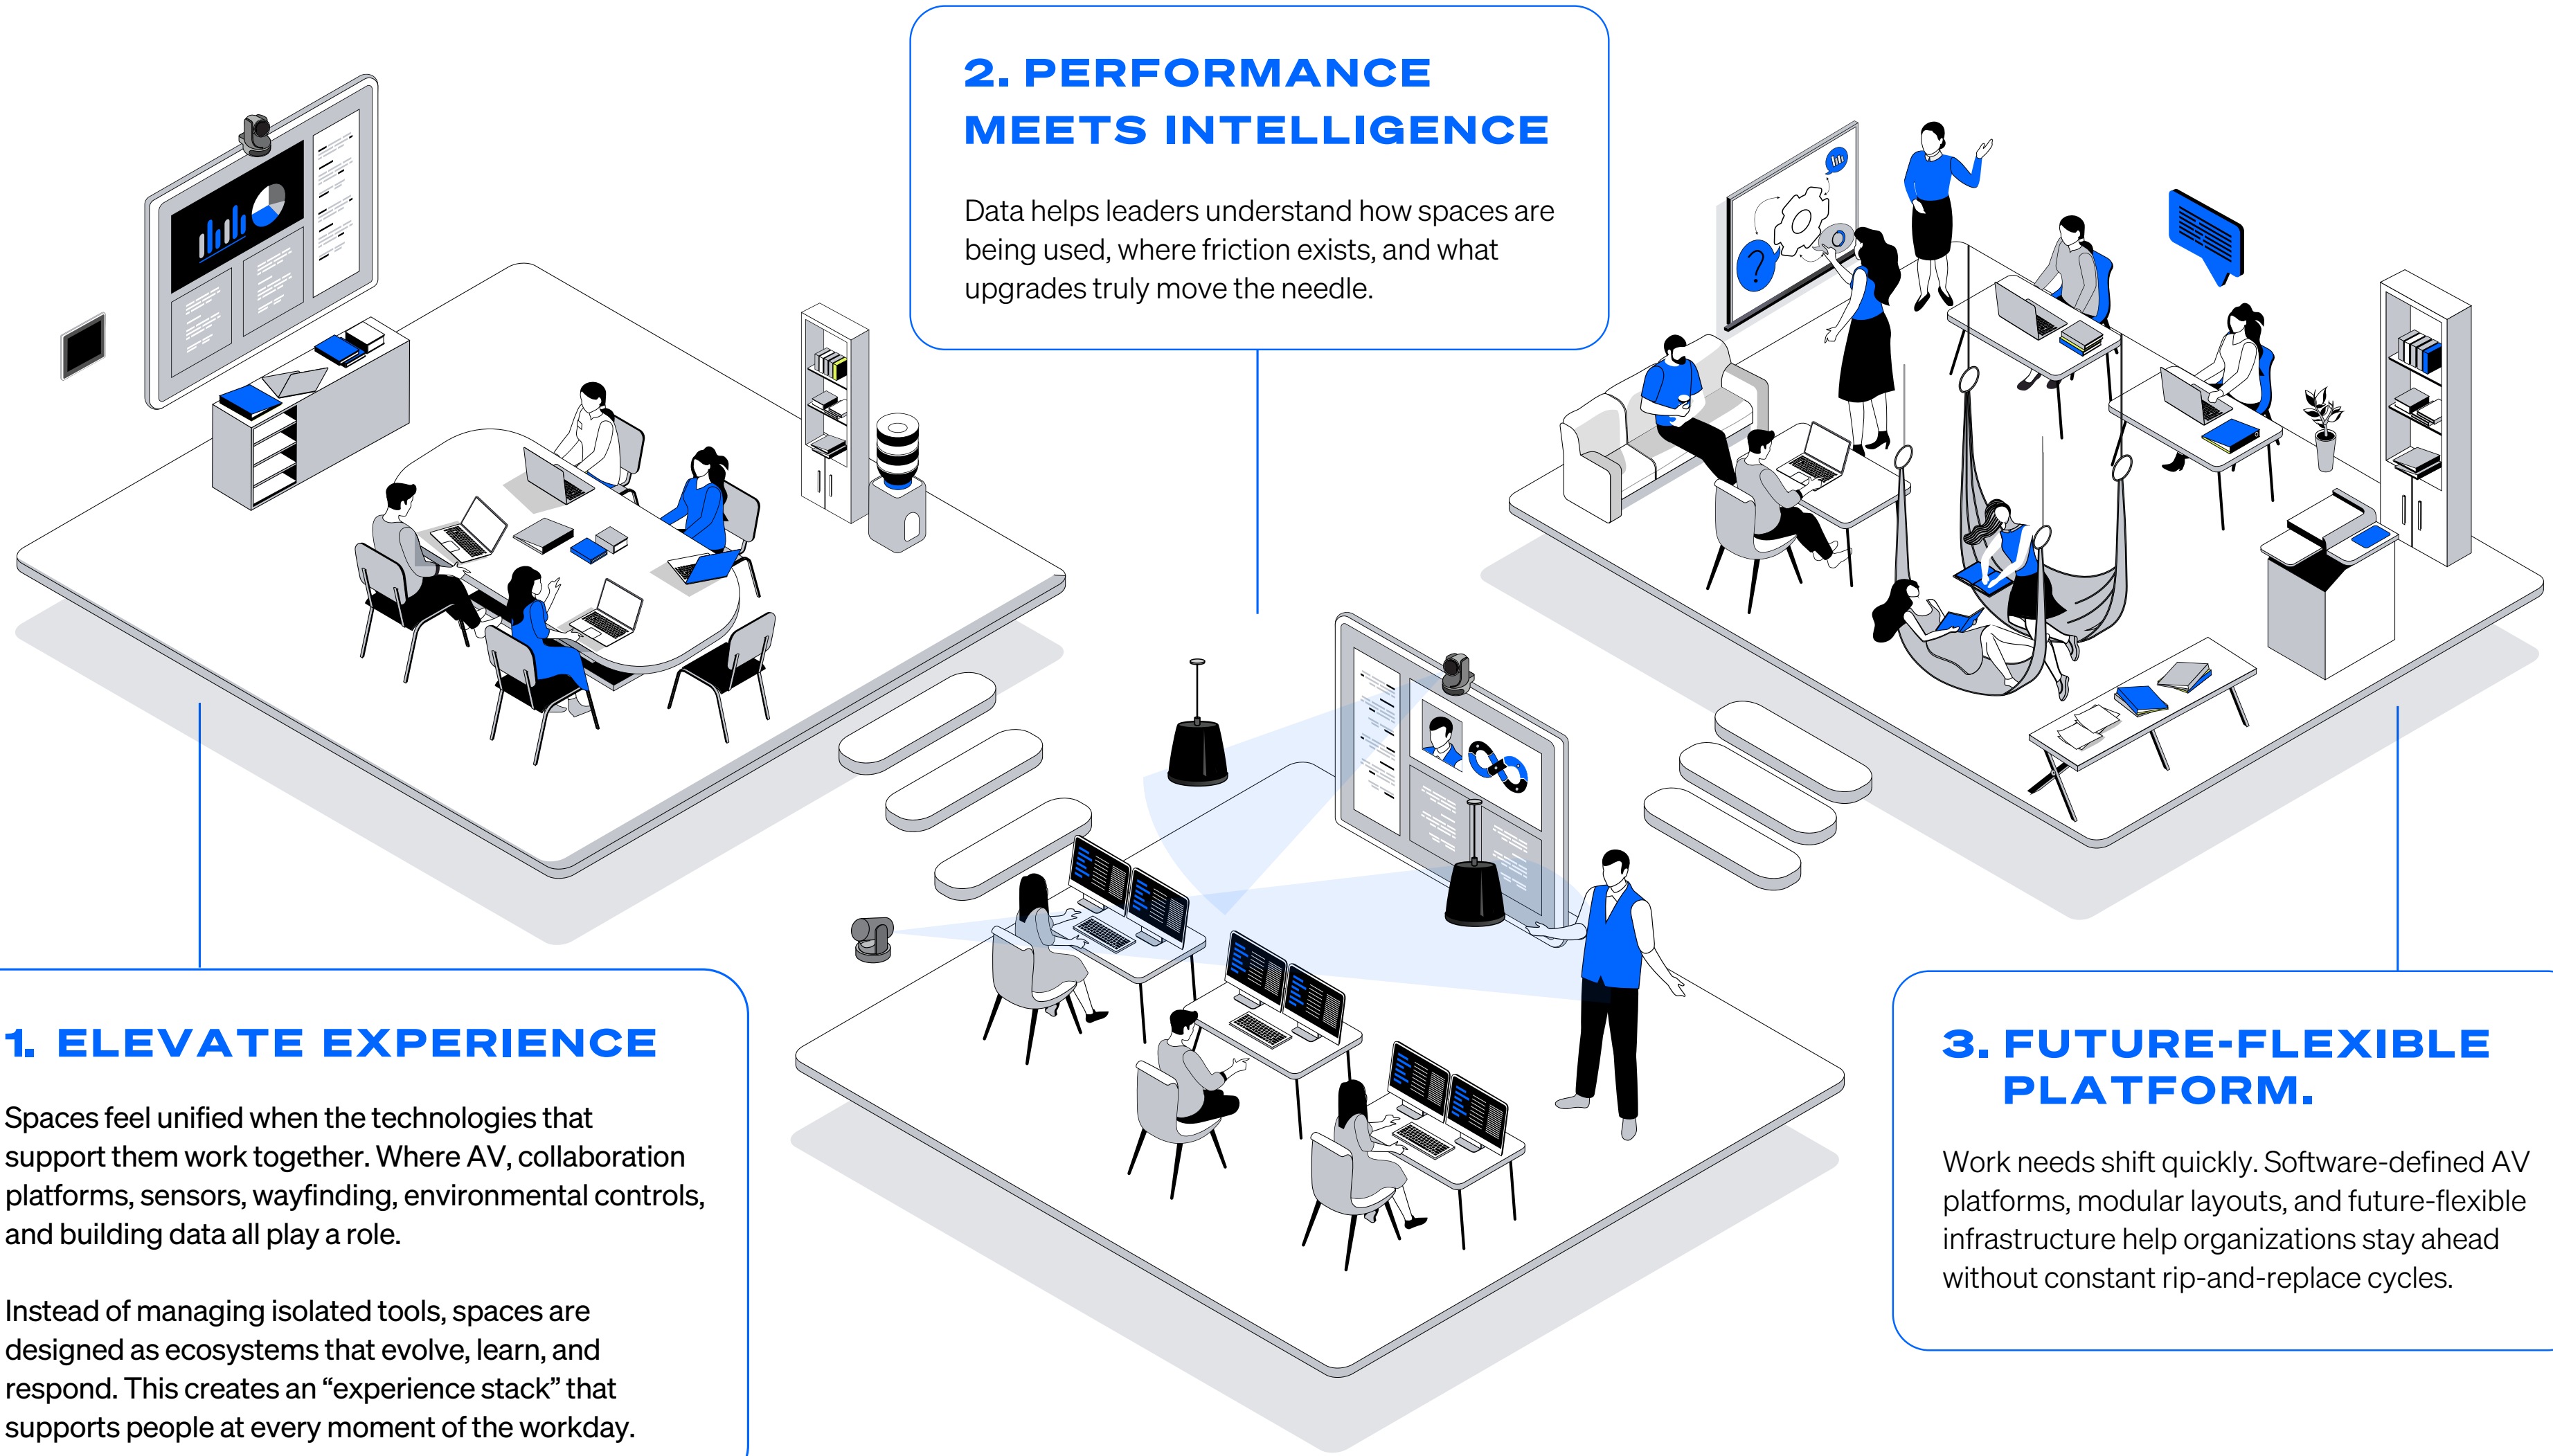 2. PERFORMANCE
MEETS INTELLIGENCE
Data helps leaders understand how spaces are
being used, where friction exists, and what
upgrades truly move the needle.
?
1. ELEVATE EXPERIENCE
Spaces feel unified when the technologies that
support them work together. Where AV, collaboration
platforms, sensors, wayfinding, environmental controls,
and building data all play a role.
Instead of managing isolated tools, spaces are
designed as ecosystems that evolve, learn, and
respond. This creates an “experience stack” that
supports people at every moment of the workday.
3. FUTURE-FLEXIBLE
PLATFORM.
Work needs shift quickly. Software-defined AV
platforms, modular layouts, and future-flexible
infrastructure help organizations stay ahead
without constant rip-and-replace cycles.